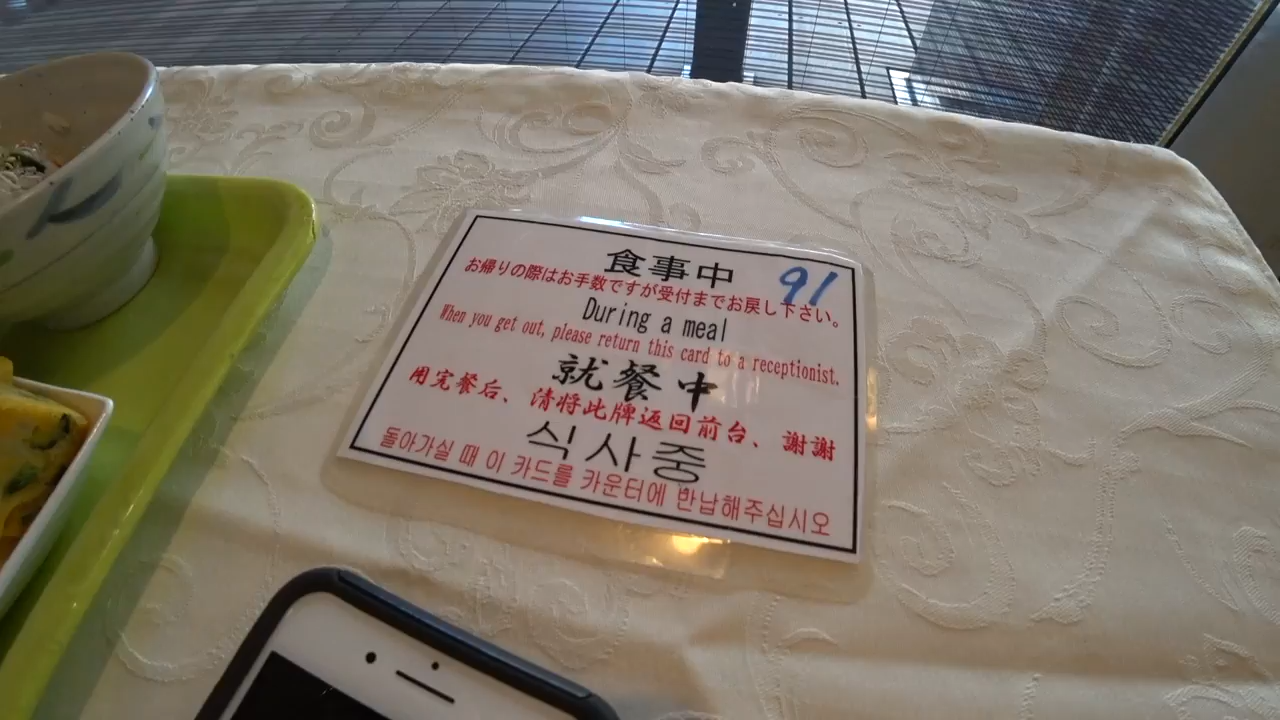 食事中 91
お帰りの際はお手数ですが受付までお戻し下さい。
During a meal
When you get out, please return this card to a receptionist.
就餐中
用完餐后、清将此牌返回前台、謝謝
식사중
돌아가실 때 이 카드를 카운터에 반납해주십시오